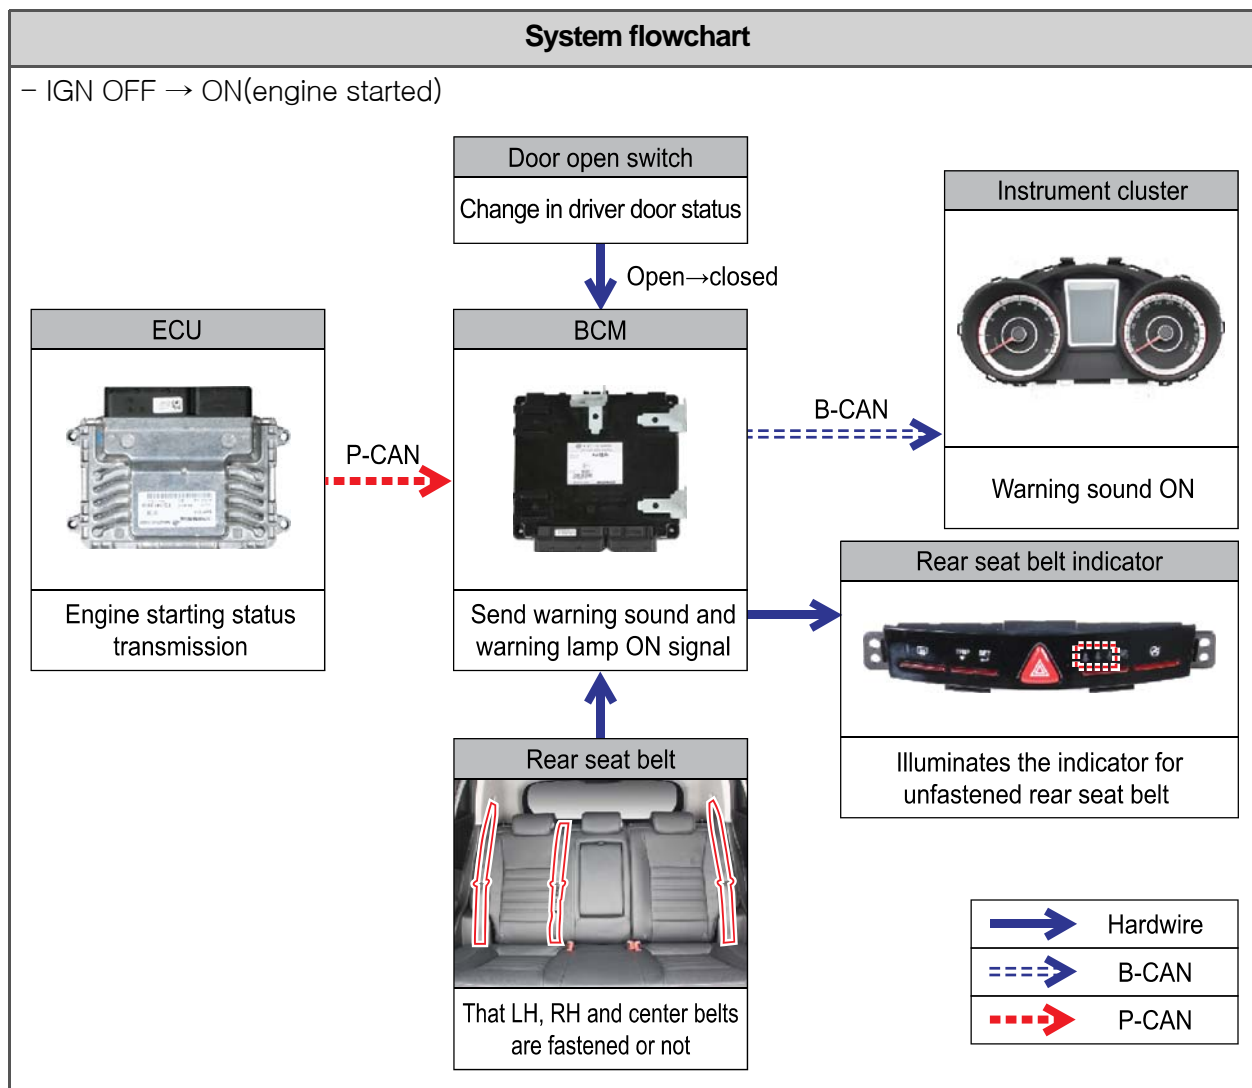 System flowchart
– IGN OFF → ON(engine started)
Door open switch
Change in driver door status
Open→closed
Instrument cluster
Warning sound ON
ECU
Engine starting status
transmission
P-CAN
BCM
Send warning sound and
warning lamp ON signal
B-CAN
Rear seat belt indicator
Illuminates the indicator for
unfastened rear seat belt
Rear seat belt
That LH, RH and center belts
are fastened or not
Hardwire
B-CAN
P-CAN